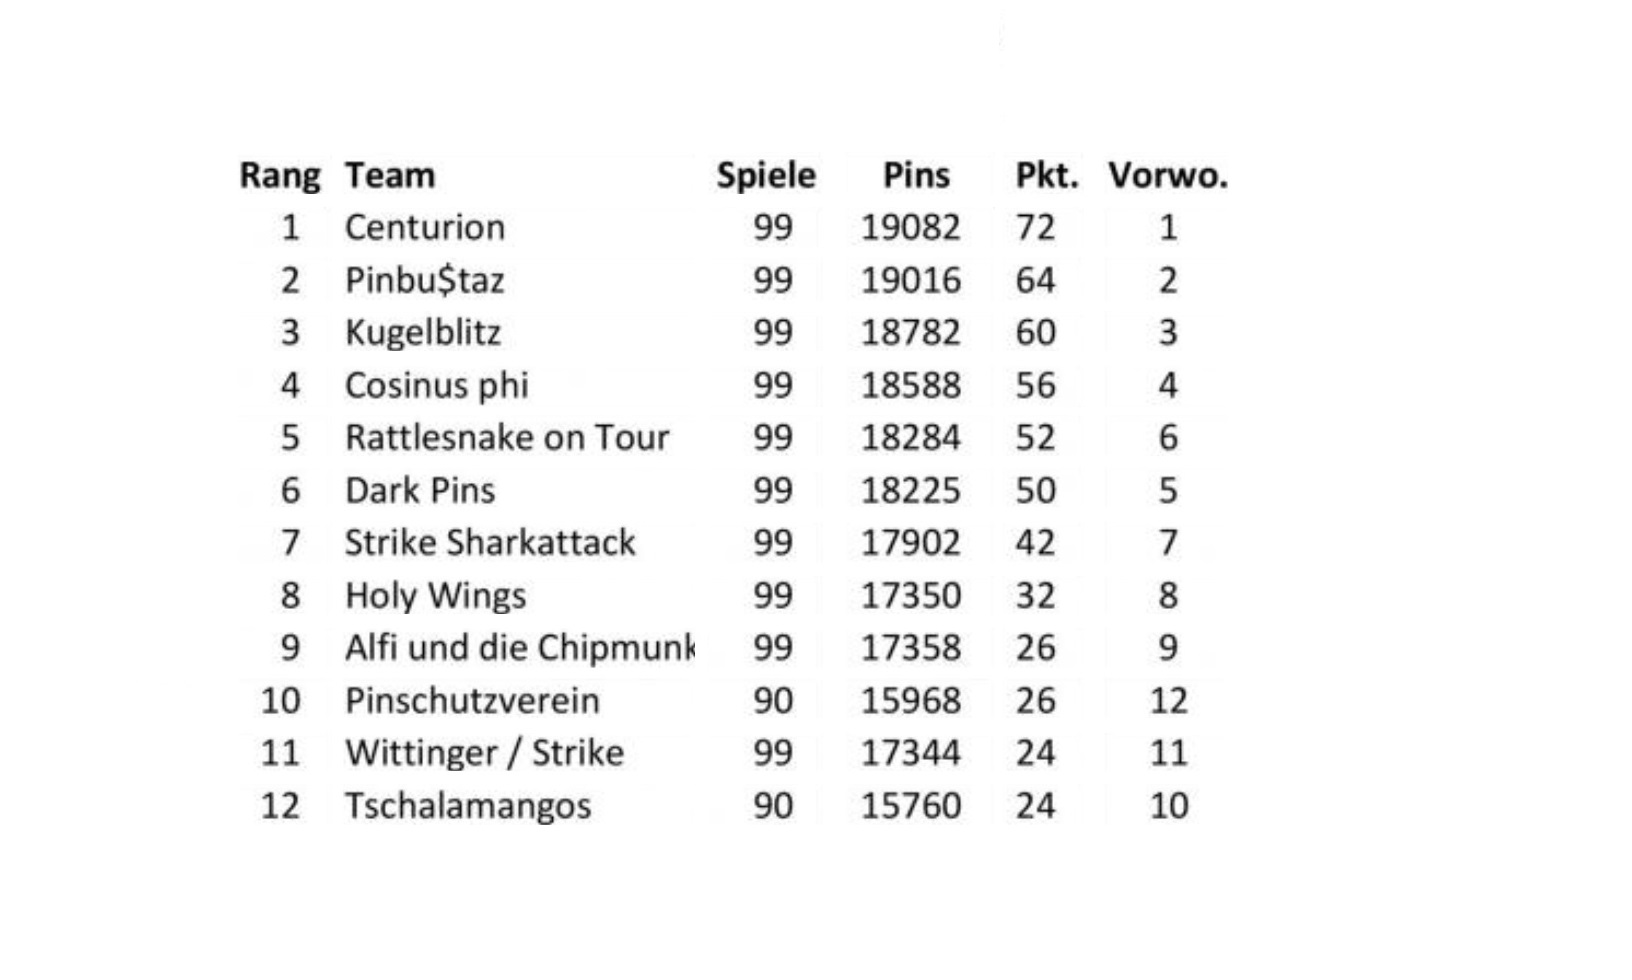 Rang Team Spiele Pins Pkt. Vorwo.
1 Centurion 99 19082 72 1
2 Pinbu$taz 99 19016 64 2
3 Kugelblitz 99 18782 60 3
4 Cosinus phi 99 18588 56 4
5 Rattlesnake on Tour 99 18284 52 6
6 Dark Pins 99 18225 50 5
7 Strike Sharkattack 99 17902 42 7
8 Holy Wings 99 17350 32 8
9 Alfi und die Chipmunk 99 17358 26 9
10 Pinschutzverein 90 15968 26 12
11 Wittinger / Strike 99 17344 24 11
12 Tschalamangos 90 15760 24 10